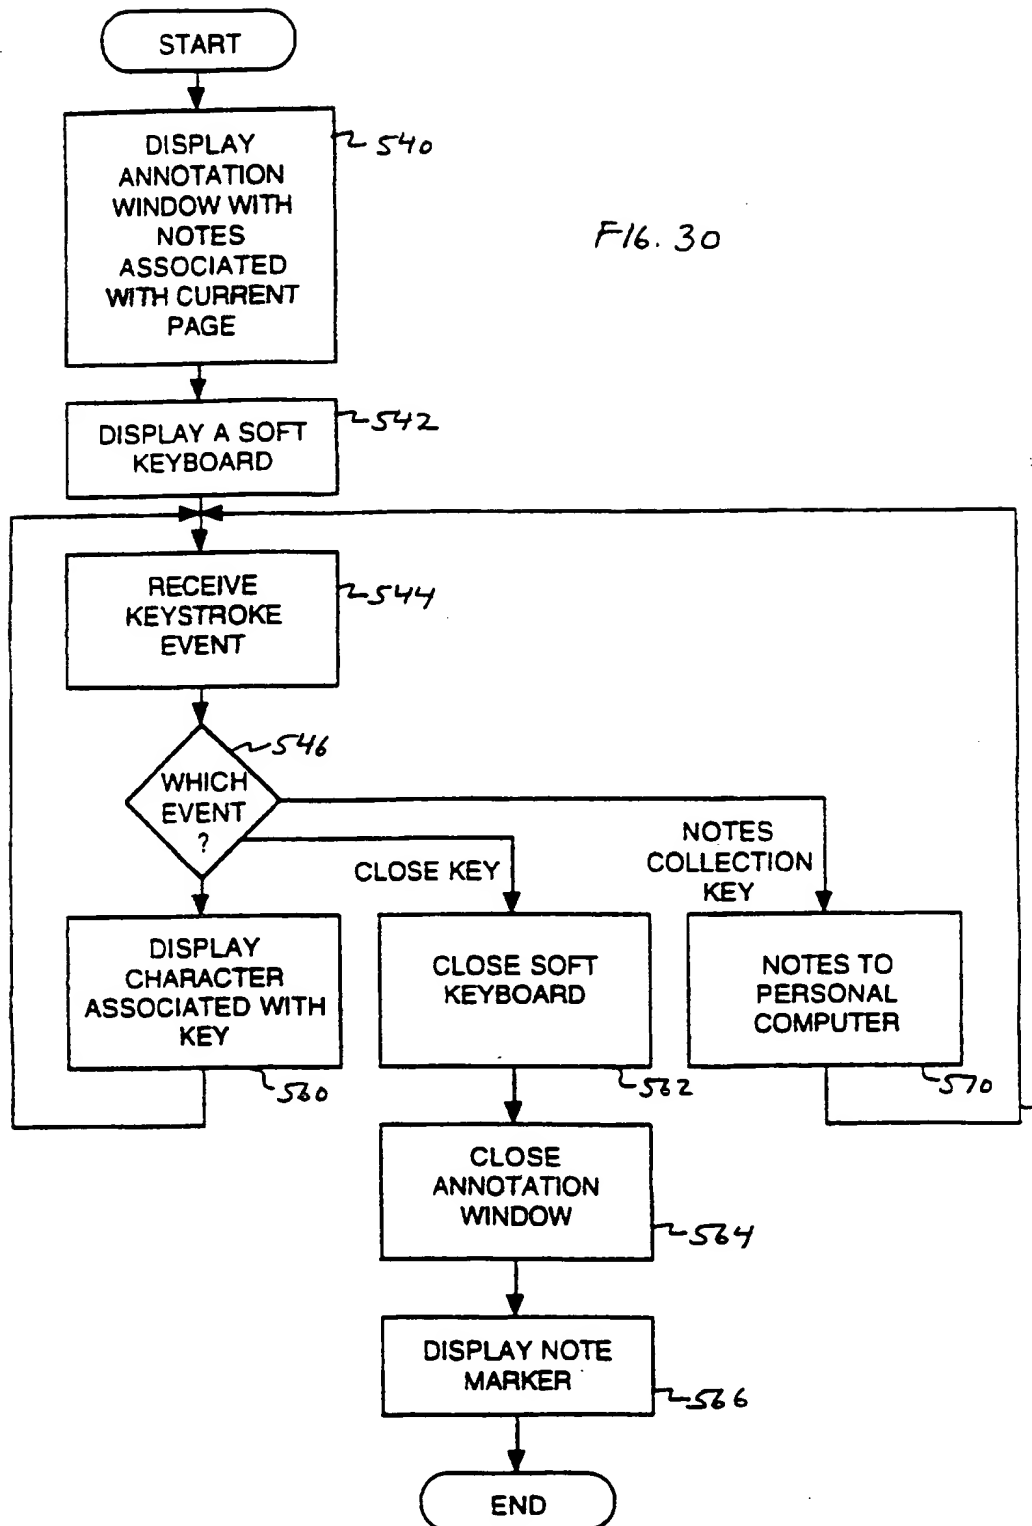 START
DISPLAY
ANNOTATION
WINDOW WITH
NOTES
ASSOCIATED
WITH CURRENT
PAGE
540
FIG. 30
DISPLAY A SOFT
KEYBOARD
542
RECEIVE
KEYSTROKE
EVENT
544
WHICH
EVENT
?
546
CLOSE KEY
NOTES
COLLECTION
KEY
DISPLAY
CHARACTER
ASSOCIATED WITH
KEY
560
CLOSE SOFT
KEYBOARD
562
NOTES TO
PERSONAL
COMPUTER
570
CLOSE
ANNOTATION
WINDOW
564
DISPLAY NOTE
MARKER
566
END